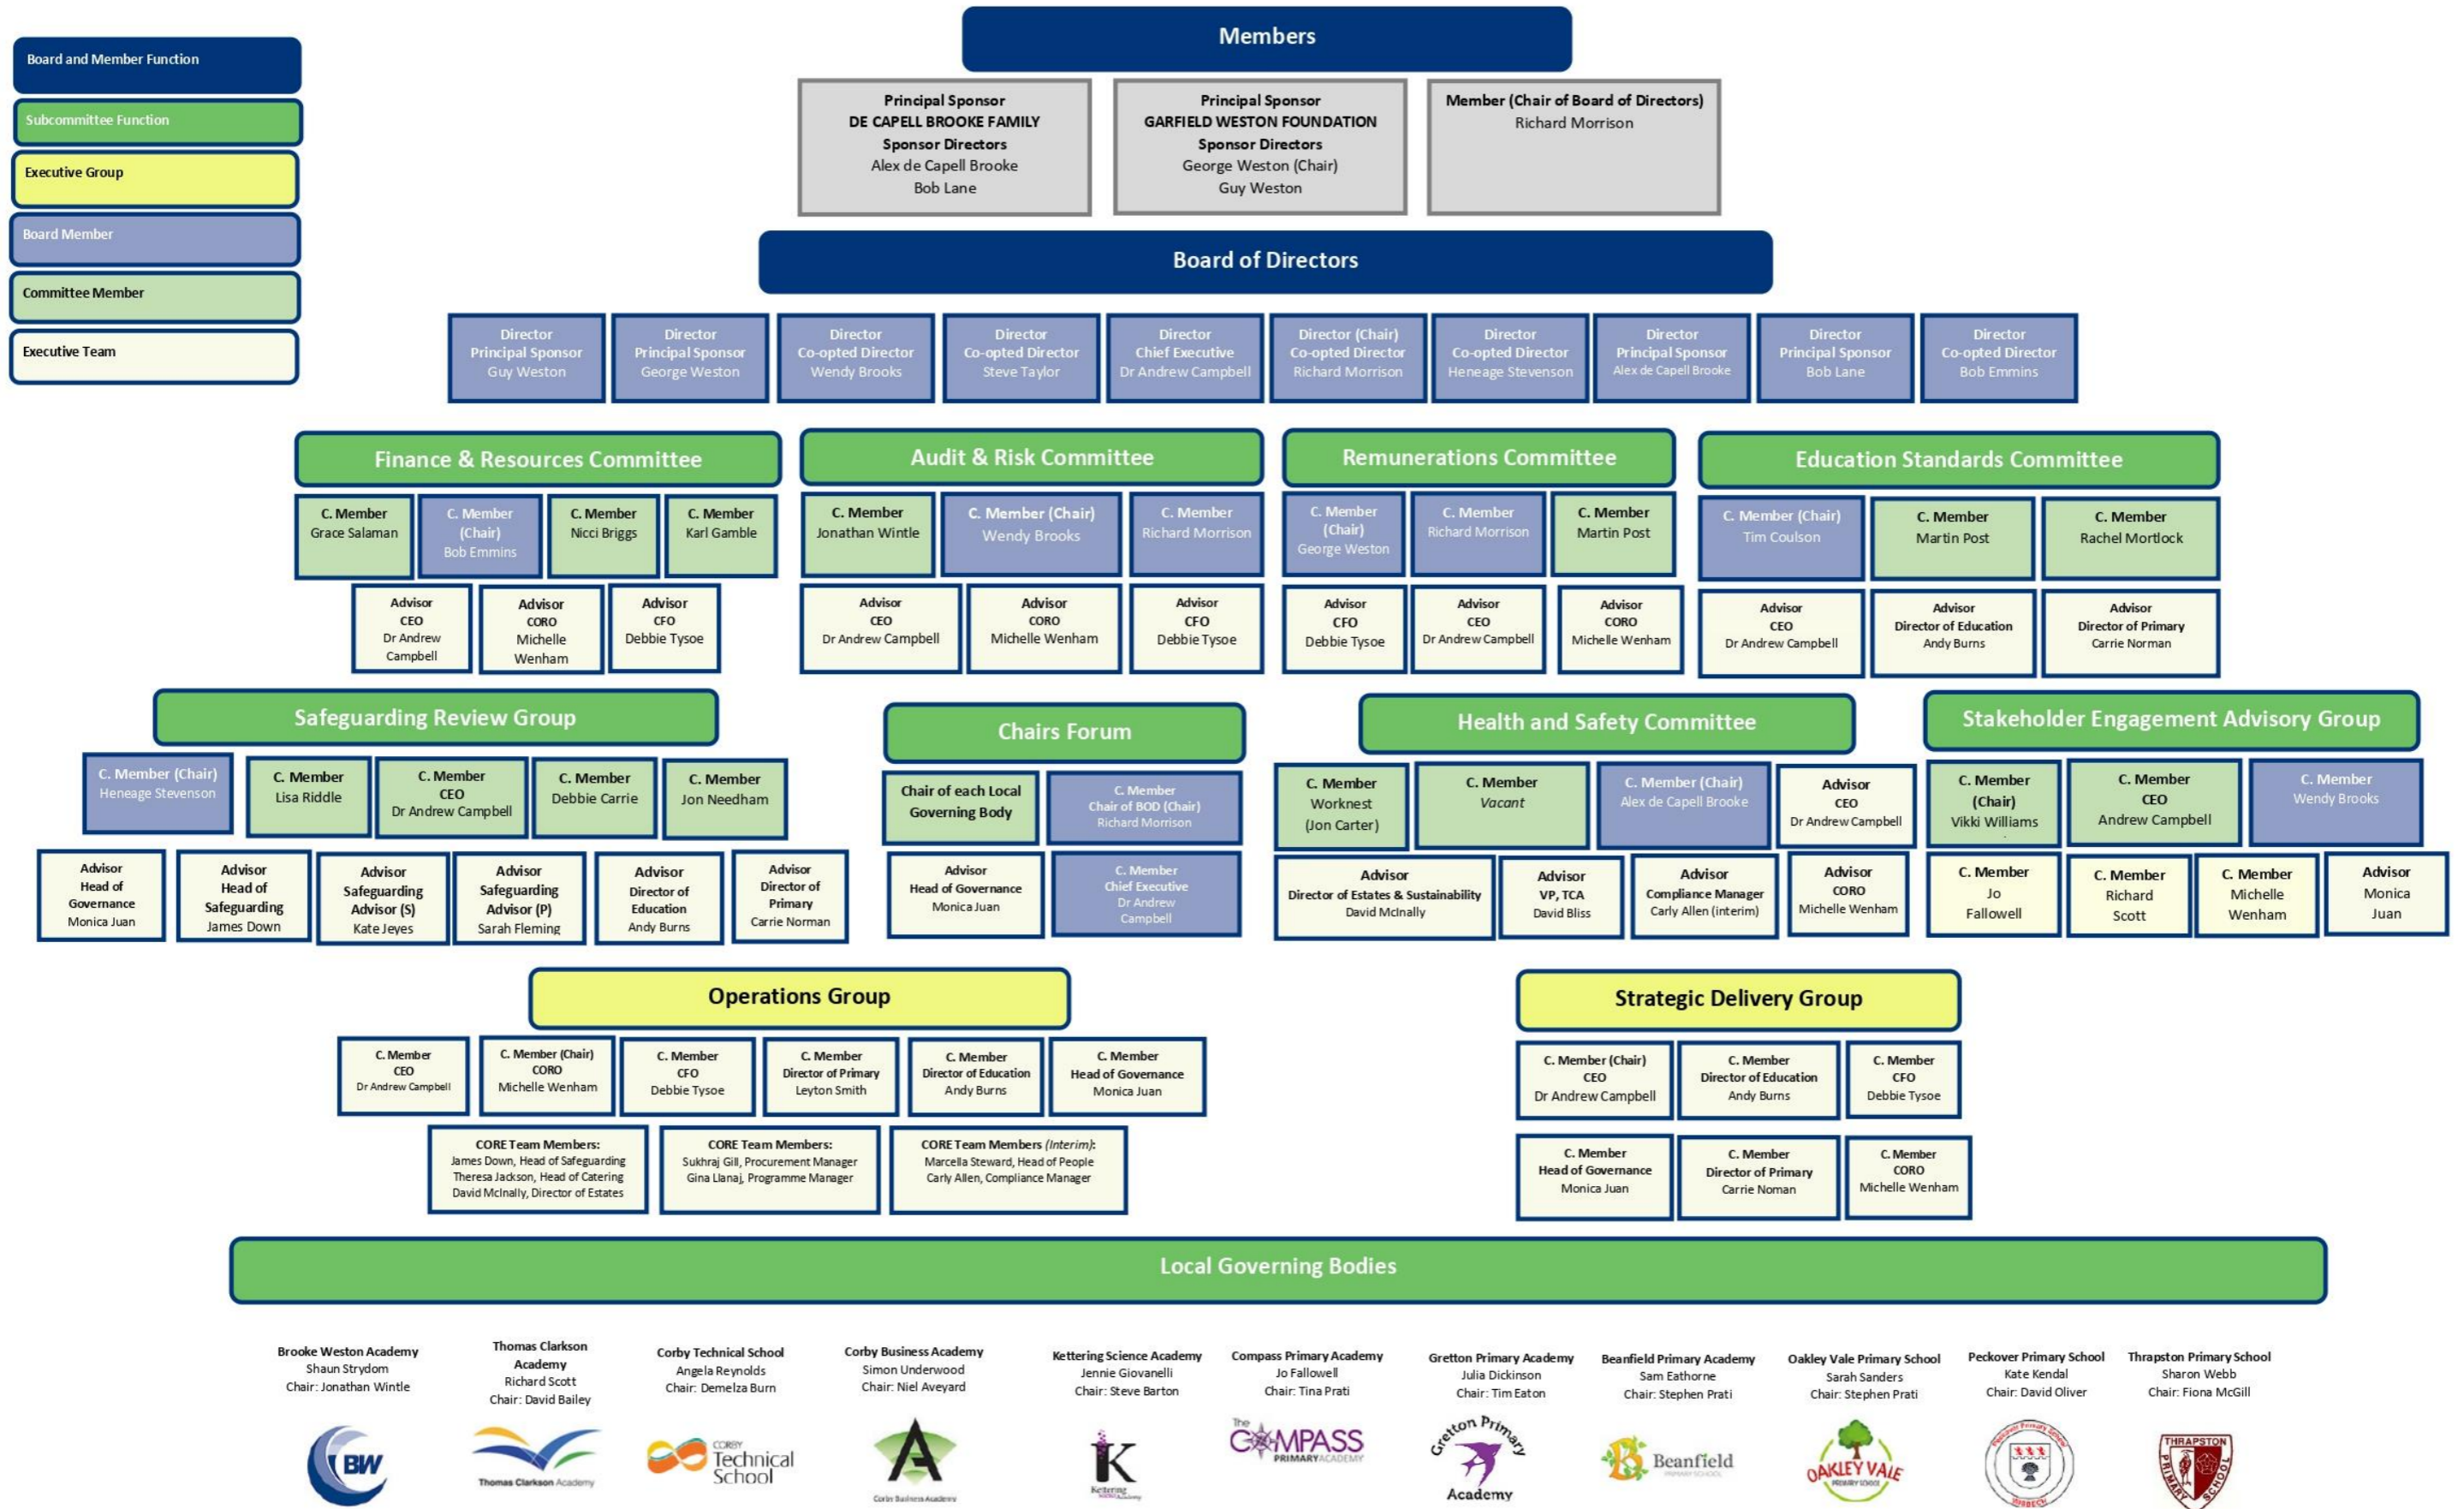 Members
Board and Member Function
Subcommittee Function
Executive Group
Board Member
Committee Member
Executive Team
Principal Sponsor
DE CAPELL BROOKE FAMILY
Sponsor Directors
Alex de Capell Brooke
Bob Lane
Principal Sponsor
GARFIELD WESTON FOUNDATION
Sponsor Directors
George Weston (Chair)
Guy Weston
Member (Chair of Board of Directors)
Richard Morrison
Board of Directors
Director
Principal Sponsor
Guy Weston
Director
Principal Sponsor
George Weston
Director
Co-opted Director
Wendy Brooks
Director
Co-opted Director
Steve Taylor
Director
Chief Executive
Dr Andrew Campbell
Director (Chair)
Co-opted Director
Richard Morrison
Director
Co-opted Director
Heneage Stevenson
Director
Principal Sponsor
Alex de Capell Brooke
Director
Principal Sponsor
Bob Lane
Director
Co-opted Director
Bob Emmins
Finance & Resources Committee
C. Member
Grace Salaman
C. Member
(Chair)
Bob Emmins
C. Member
Nicci Briggs
C. Member
Karl Gamble
Advisor
CEO
Dr Andrew
Campbell
Advisor
CORO
Michelle
Wenham
Advisor
CFO
Debbie Tysoe
Audit & Risk Committee
C. Member
Jonathan Wintle
C. Member (Chair)
Wendy Brooks
C. Member
Richard Morrison
Advisor
CEO
Dr Andrew Campbell
Advisor
CORO
Michelle Wenham
Advisor
CFO
Debbie Tysoe
Remunerations Committee
C. Member
(Chair)
George Weston
C. Member
Richard Morrison
C. Member
Martin Post
Advisor
CFO
Debbie Tysoe
Advisor
CEO
Dr Andrew Campbell
Advisor
CORO
Michelle Wenham
Education Standards Committee
C. Member (Chair)
Tim Coulson
C. Member
Martin Post
C. Member
Rachel Mortlock
Advisor
CEO
Dr Andrew Campbell
Advisor
Director of Education
Andy Burns
Advisor
Director of Primary
Carrie Norman
Safeguarding Review Group
C. Member (Chair)
Heneage Stevenson
C. Member
Lisa Riddle
C. Member
CEO
Dr Andrew Campbell
C. Member
Debbie Carrie
C. Member
Jon Needham
Advisor
Head of
Governance
Monica Juan
Advisor
Head of
Safeguarding
James Down
Advisor
Safeguarding
Advisor (S)
Kate Jeyes
Advisor
Safeguarding
Advisor (P)
Sarah Fleming
Advisor
Director of
Education
Andy Burns
Advisor
Director of
Primary
Carrie Norman
Chairs Forum
Chair of each Local
Governing Body
C. Member
Chair of BOD (Chair)
Richard Morrison
Advisor
Head of Governance
Monica Juan
C. Member
Chief Executive
Dr Andrew
Campbell
Health and Safety Committee
C. Member
Worknest
(Jon Carter)
C. Member
Vacant
C. Member (Chair)
Alex de Capell Brooke
Advisor
CEO
Dr Andrew Campbell
Advisor
Director of Estates & Sustainability
David McInally
Advisor
VP, TCA
David Bliss
Advisor
Compliance Manager
Carly Allen (interim)
Advisor
CORO
Michelle Wenham
Stakeholder Engagement Advisory Group
C. Member
(Chair)
Vikki Williams
C. Member
CEO
Andrew Campbell
C. Member
Wendy Brooks
C. Member
Jo
Fallowell
C. Member
Richard
Scott
C. Member
Michelle
Wenham
Advisor
Monica
Juan
Operations Group
C. Member
CEO
Dr Andrew Campbell
C. Member (Chair)
CORO
Michelle Wenham
C. Member
CFO
Debbie Tysoe
C. Member
Director of Primary
Leyton Smith
C. Member
Director of Education
Andy Burns
C. Member
Head of Governance
Monica Juan
CORE Team Members:
James Down, Head of Safeguarding
Theresa Jackson, Head of Catering
David McInally, Director of Estates
CORE Team Members:
Sukhraj Gill, Procurement Manager
Gina Llanaj, Programme Manager
CORE Team Members (Interim):
Marcella Steward, Head of People
Carly Allen, Compliance Manager
Strategic Delivery Group
C. Member (Chair)
CEO
Dr Andrew Campbell
C. Member
Director of Education
Andy Burns
C. Member
CFO
Debbie Tysoe
C. Member
Head of Governance
Monica Juan
C. Member
Director of Primary
Carrie Noman
C. Member
CORO
Michelle Wenham
Local Governing Bodies
Brooke Weston Academy
Shaun Strydom
Chair: Jonathan Wintle
Thomas Clarkson
Academy
Richard Scott
Chair: David Bailey
Corby Technical School
Angela Reynolds
Chair: Demelza Burn
Corby Business Academy
Simon Underwood
Chair: Niel Aveyard
Kettering Science Academy
Jennie Giovanelli
Chair: Steve Barton
Compass Primary Academy
Jo Fallowell
Chair: Tina Prati
Gretton Primary Academy
Julia Dickinson
Chair: Tim Eaton
Beanfield Primary Academy
Sam Eathorne
Chair: Stephen Prati
Oakley Vale Primary School
Sarah Sanders
Chair: Stephen Prati
Peckover Primary School
Kate Kendal
Chair: David Oliver
Thrapston Primary School
Sharon Webb
Chair: Fiona McGill
BW
Thomas Clarkson Academy
CORBY
Technical
School
Corby Business Academy
K
Kettering
Science Academy
The
COMPASS
PRIMARY ACADEMY
Gretton Primary
Academy
Beanfield
PRIMARY SCHOOL
OAKLEY VALE
PRIMARY SCHOOL
Peckover Primary School
WISBECH
THRAPSTON
PRIMARY
SCHOOL